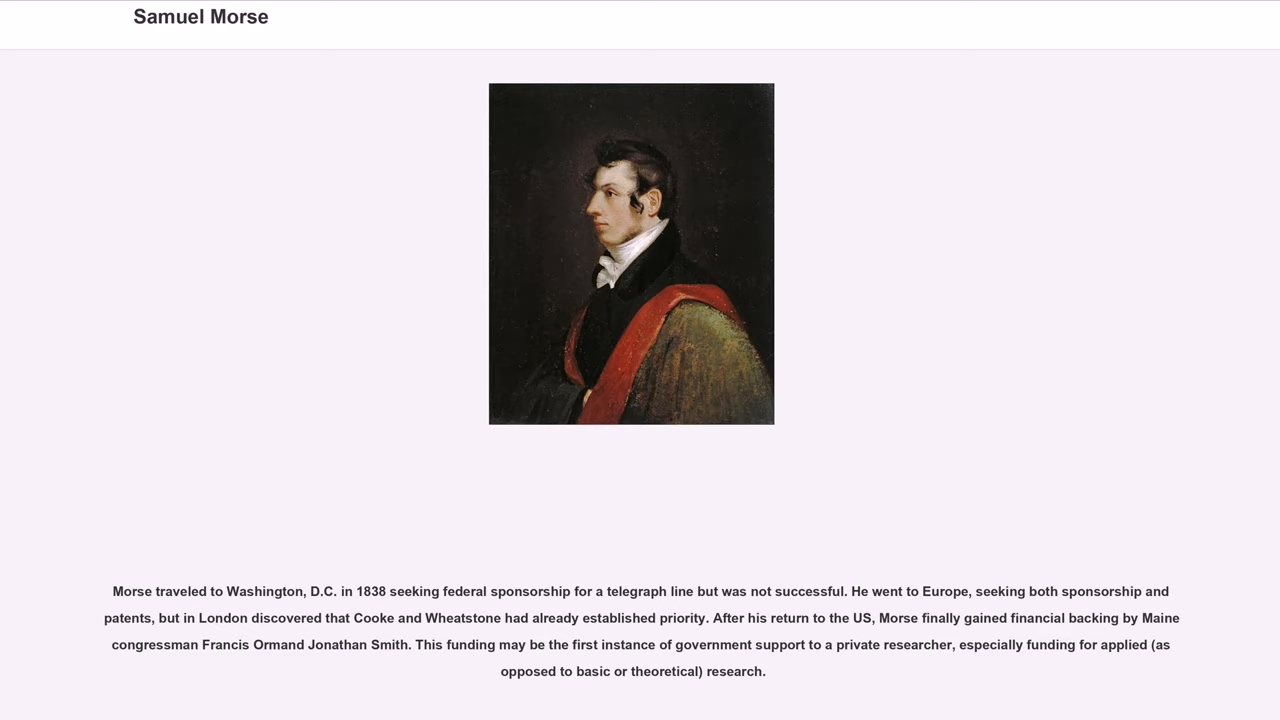 Samuel Morse
Morse traveled to Washington, D.C. in 1838 seeking federal sponsorship for a telegraph line but was not successful. He went to Europe, seeking both sponsorship and
patents, but in London discovered that Cooke and Wheatstone had already established priority. After his return to the US, Morse finally gained financial backing by Maine
congressman Francis Ormand Jonathan Smith. This funding may be the first instance of government support to a private researcher, especially funding for applied (as
opposed to basic or theoretical) research.